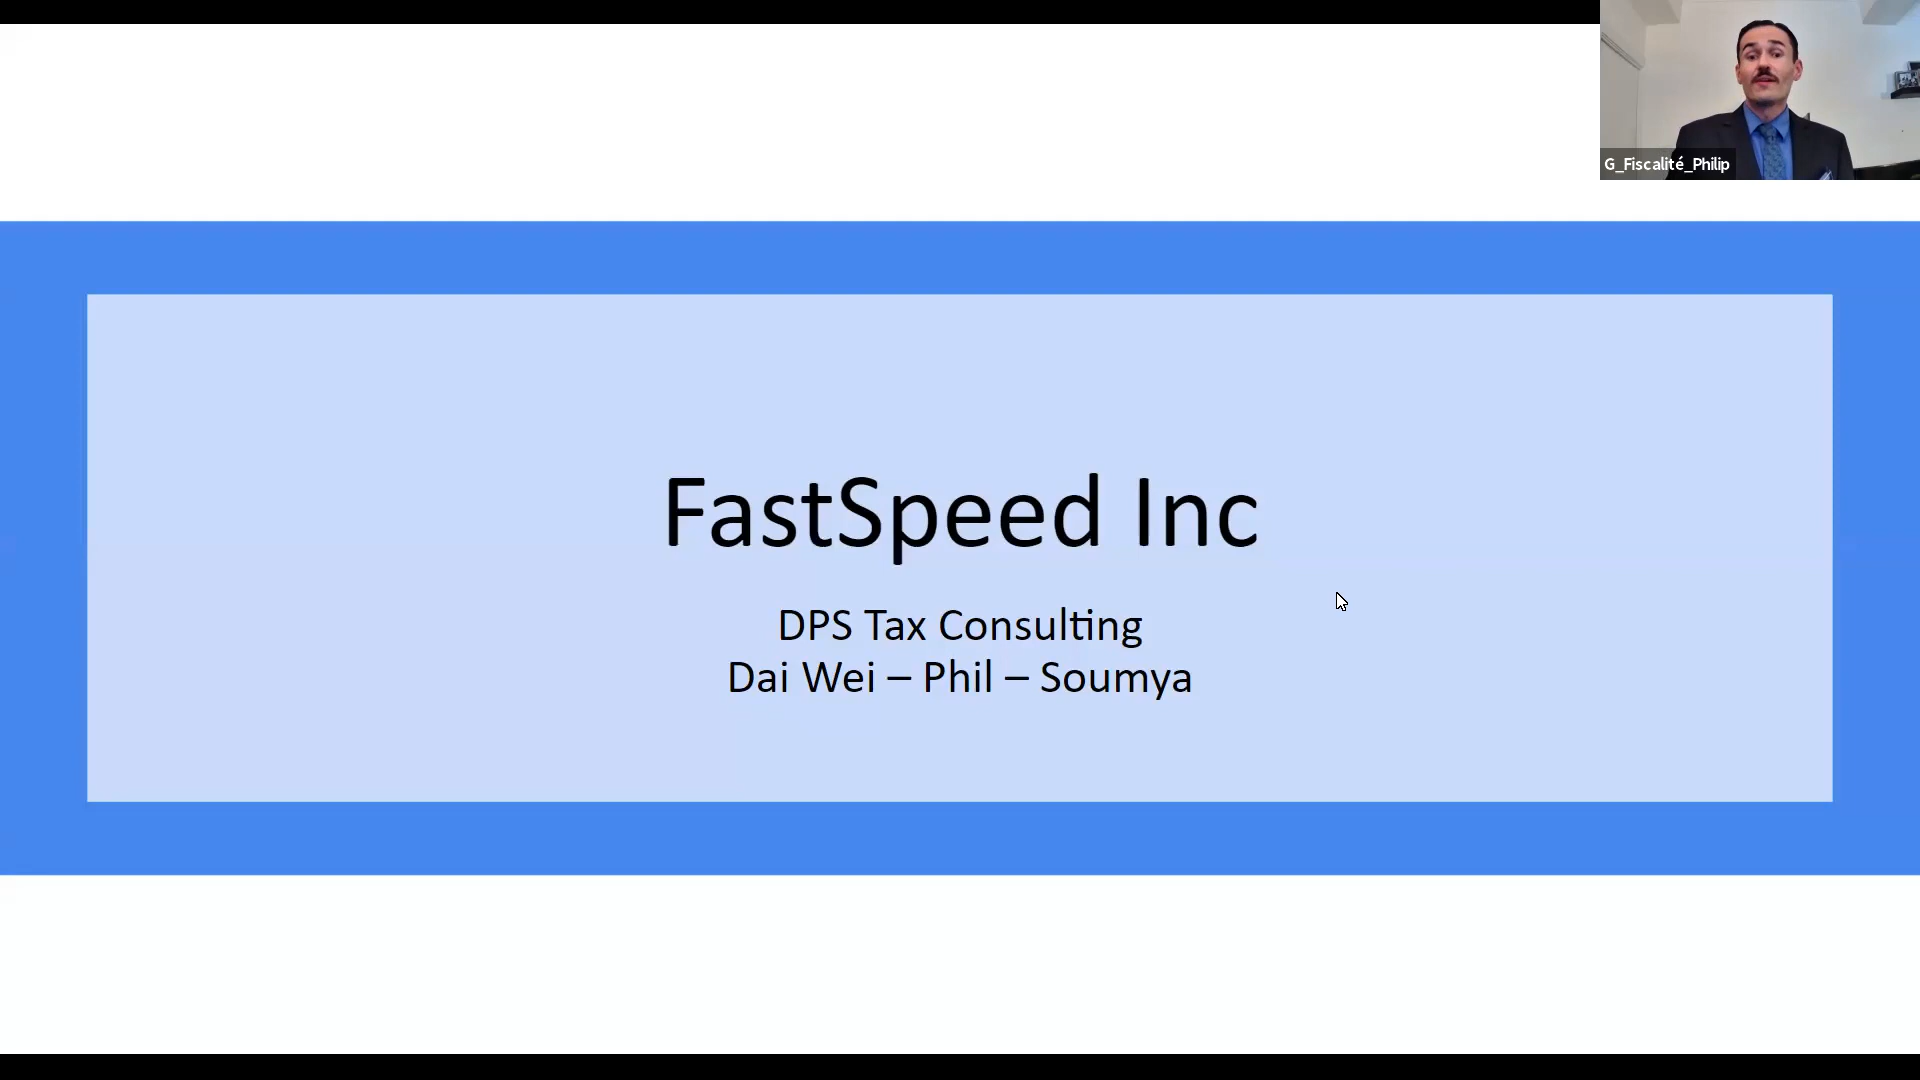 G_Fiscalité_Philip
FastSpeed Inc
DPS Tax Consulting
Dai Wei – Phil – Soumya